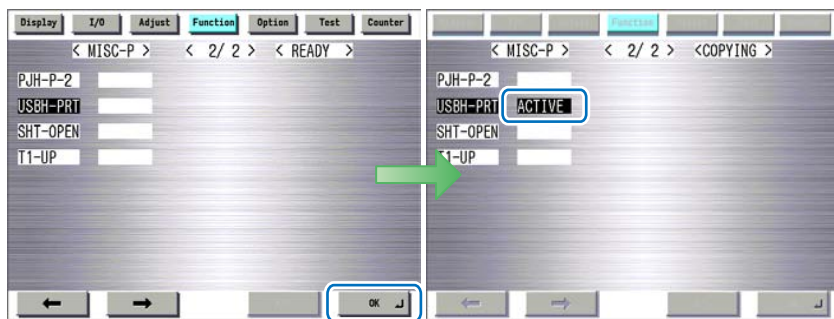 Display I/O Adjust Function Option Test Counter
< MISC-P > < 2/ 2 > < READY >
PJH-P-2
USBH-PRT
SHT-OPEN
T1-UP
OK
Function
< MISC-P > < 2/ 2 > <COPYING >
PJH-P-2
USBH-PRT ACTIVE
SHT-OPEN
T1-UP